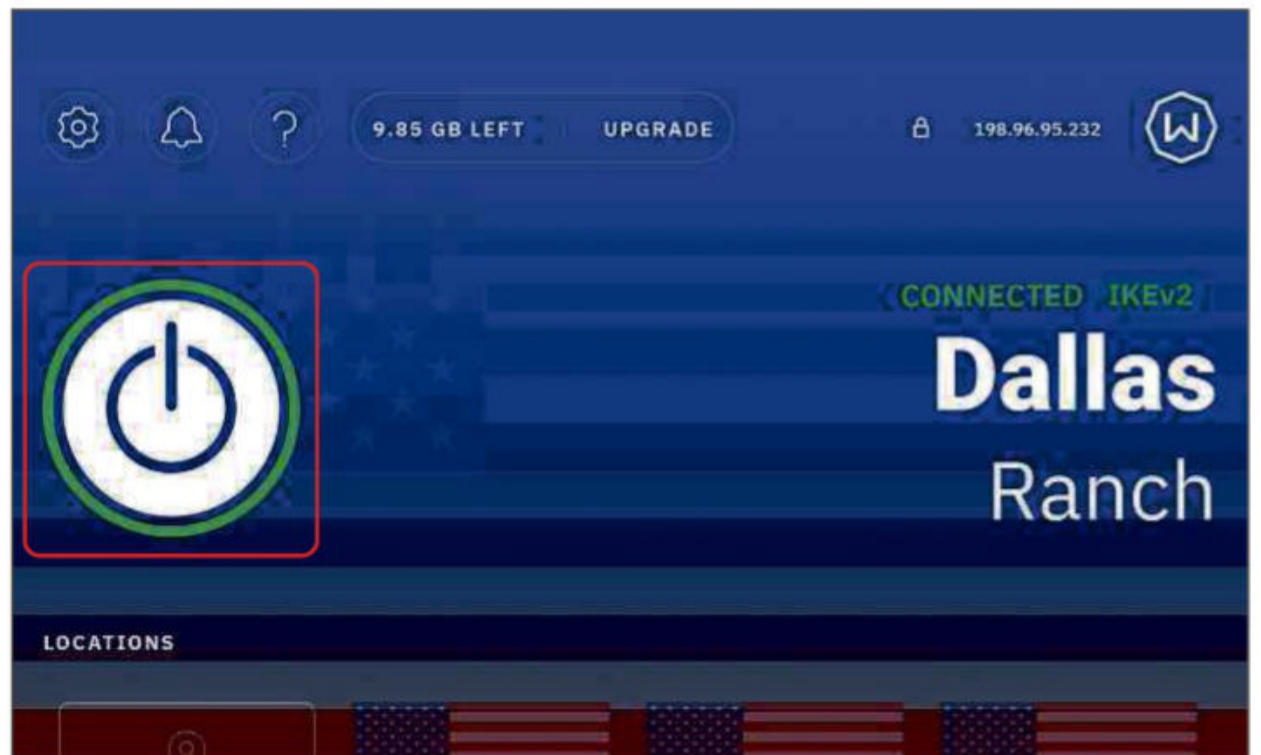 9.85 GB LEFT UPGRADE 198.96.95.232
CONNECTED IKEv2
Dallas
Ranch
LOCATIONS